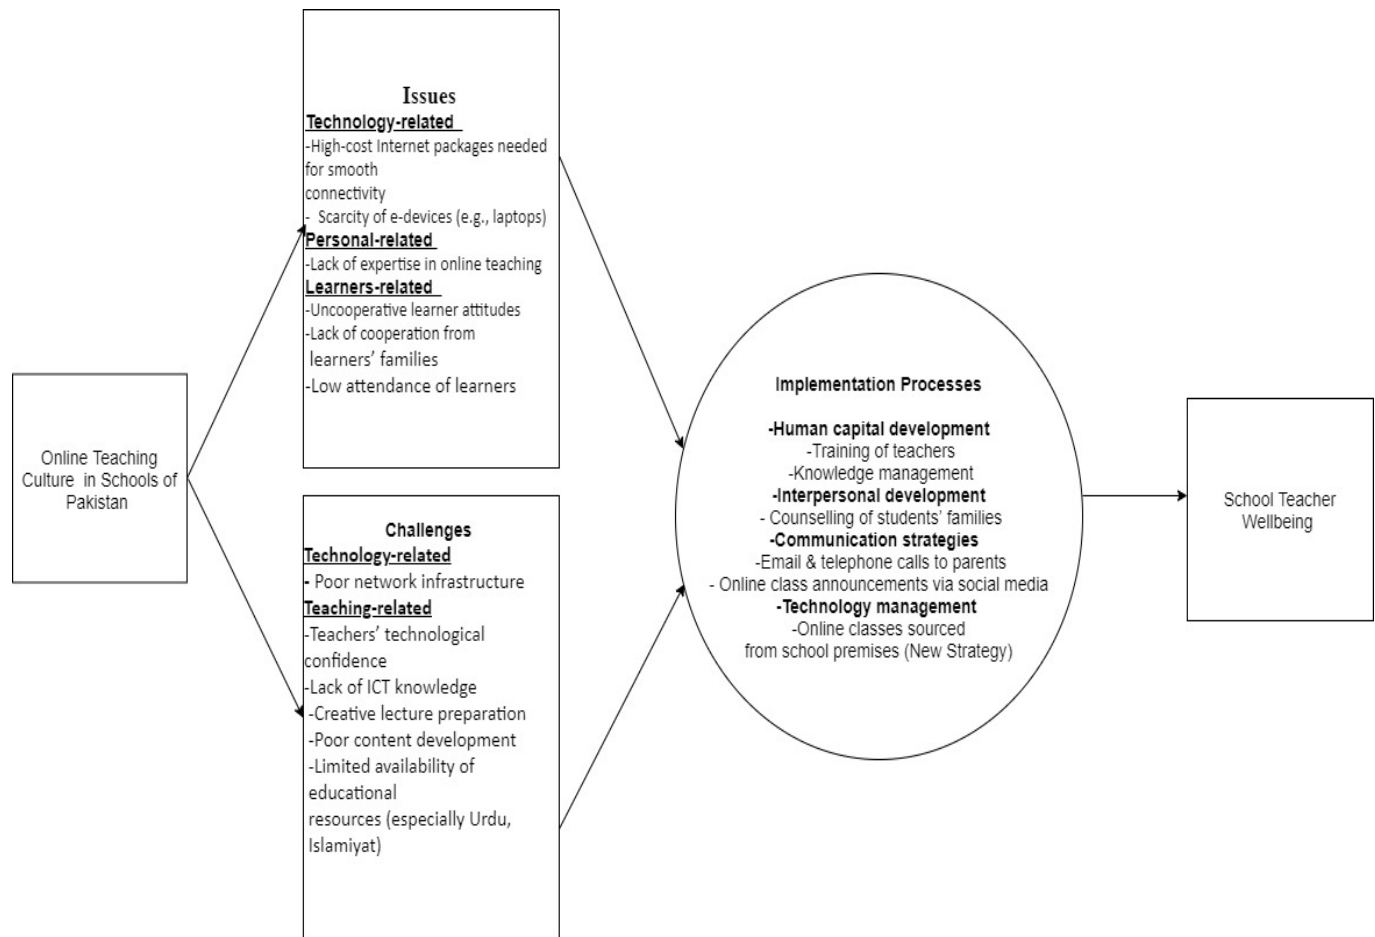 Online Teaching
Culture in Schools of
Pakistan
Issues
Technology-related
-High-cost Internet packages needed
for smooth
connectivity
- Scarcity of e-devices (e.g., laptops)
Personal-related
-Lack of expertise in online teaching
Learners-related
-Uncooperative learner attitudes
-Lack of cooperation from
learners’ families
-Low attendance of learners
Challenges
Technology-related
- Poor network infrastructure
Teaching-related
-Teachers’ technological
confidence
-Lack of ICT knowledge
-Creative lecture preparation
-Poor content development
-Limited availability of
educational
resources (especially Urdu,
Islamiyat)
Implementation Processes
-Human capital development
-Training of teachers
-Knowledge management
-Interpersonal development
- Counselling of students’ families
-Communication strategies
-Email & telephone calls to parents
- Online class announcements via social media
-Technology management
-Online classes sourced
from school premises (New Strategy)
School Teacher
Wellbeing